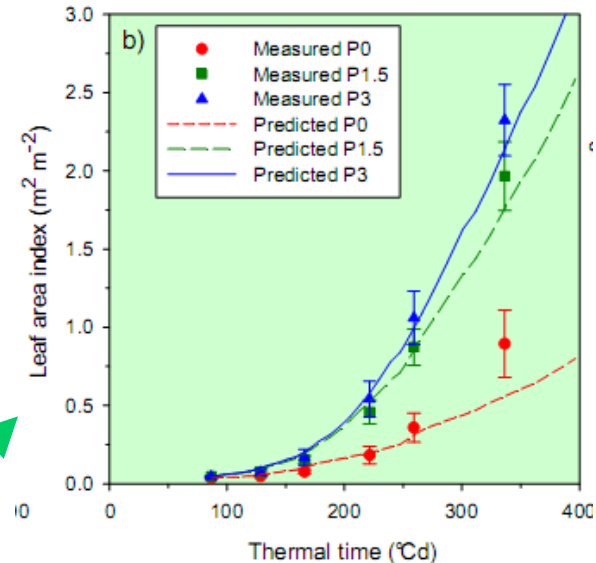 b)
Measured P0
Measured P1.5
Measured P3
Predicted P0
Predicted P1.5
Predicted P3
Leaf area index (m² m⁻²)
3.0
2.5
2.0
1.5
1.0
0.5
0.0
00
0 100 200 300 400
Thermal time (°Cd)